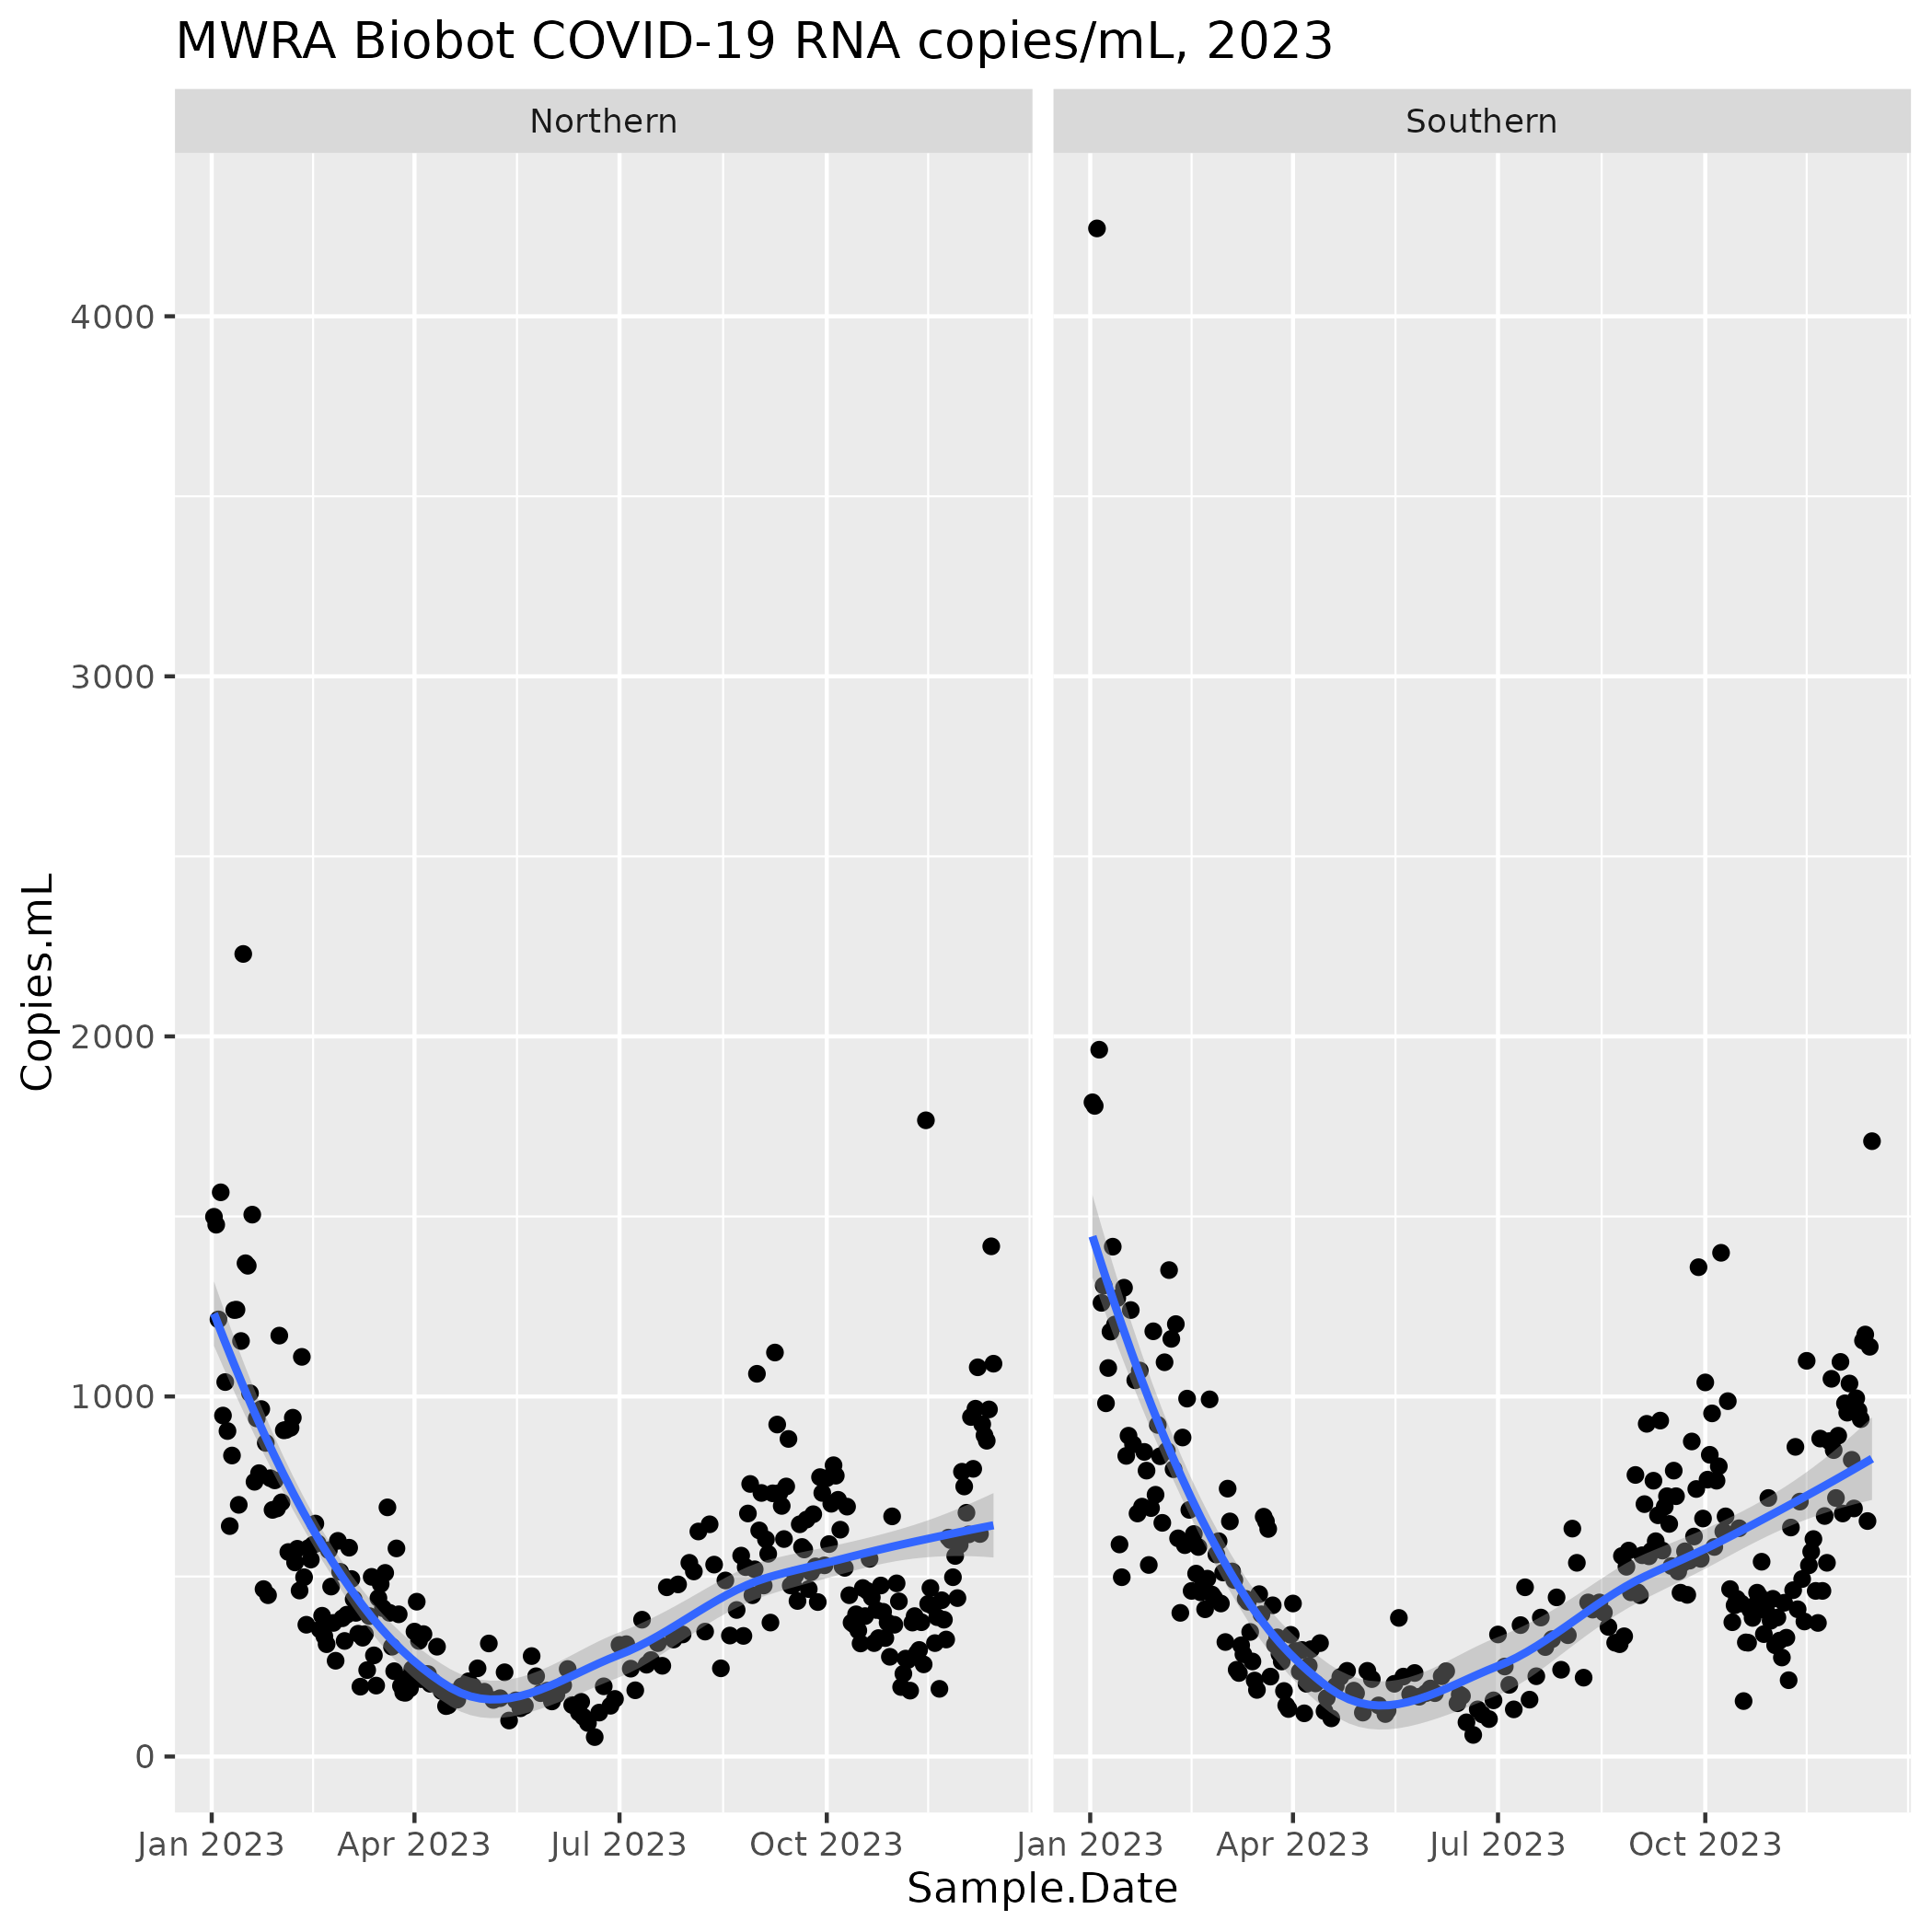 MWRA Biobot COVID-19 RNA copies/mL, 2023
Northern
Southern
Copies.mL
4000
3000
2000
1000
0
Jan 2023
Apr 2023
Jul 2023
Oct 2023
Jan 2023
Apr 2023
Jul 2023
Oct 2023
Sample.Date